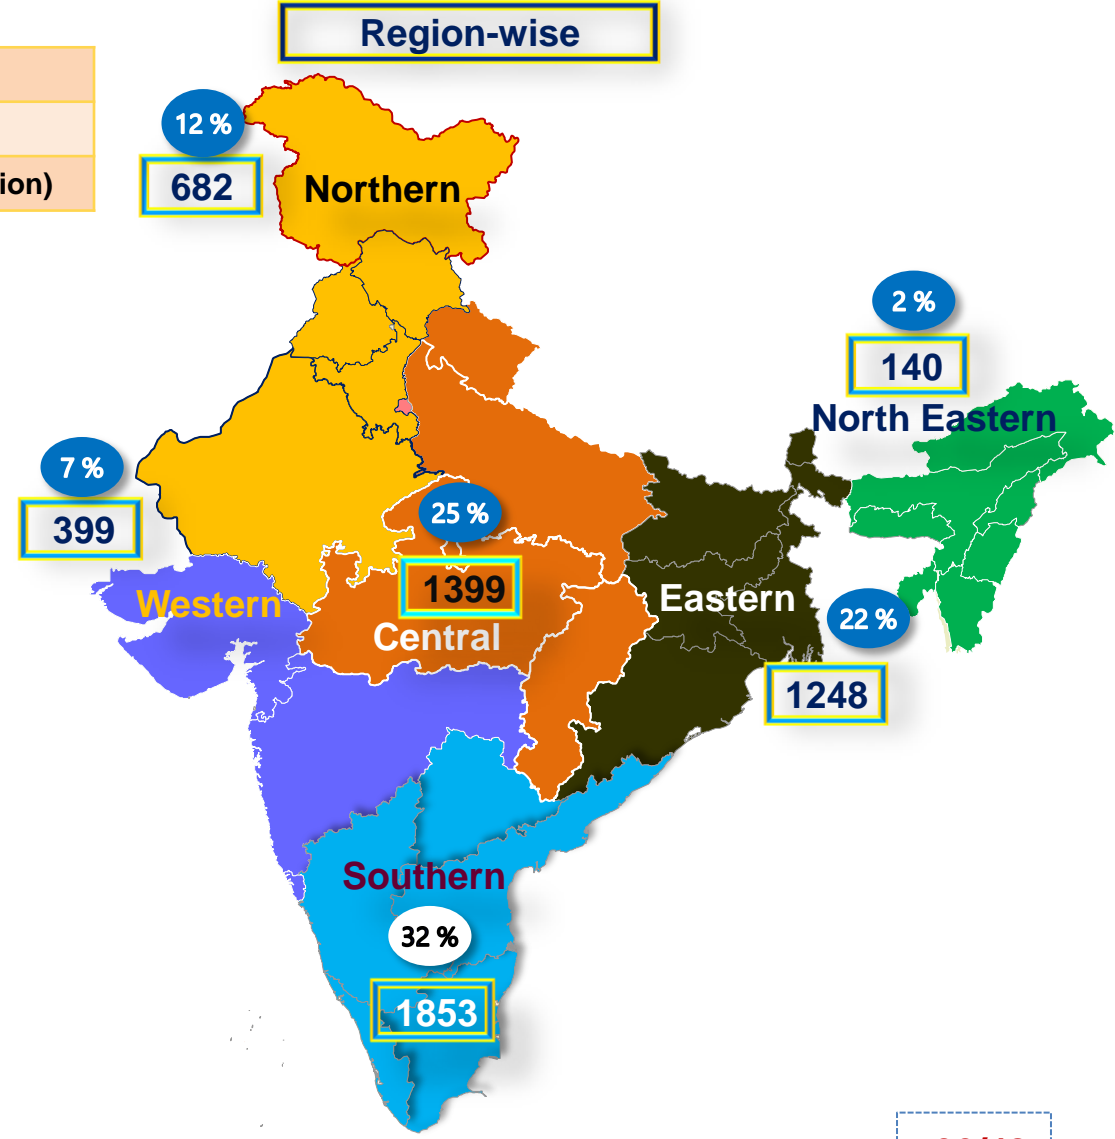 Region-wise
ion)
12 %
682
Northern
2 %
140
North Eastern
7 %
399
Western
25 %
1399
Central
Eastern
22 %
1248
Southern
32 %
1853